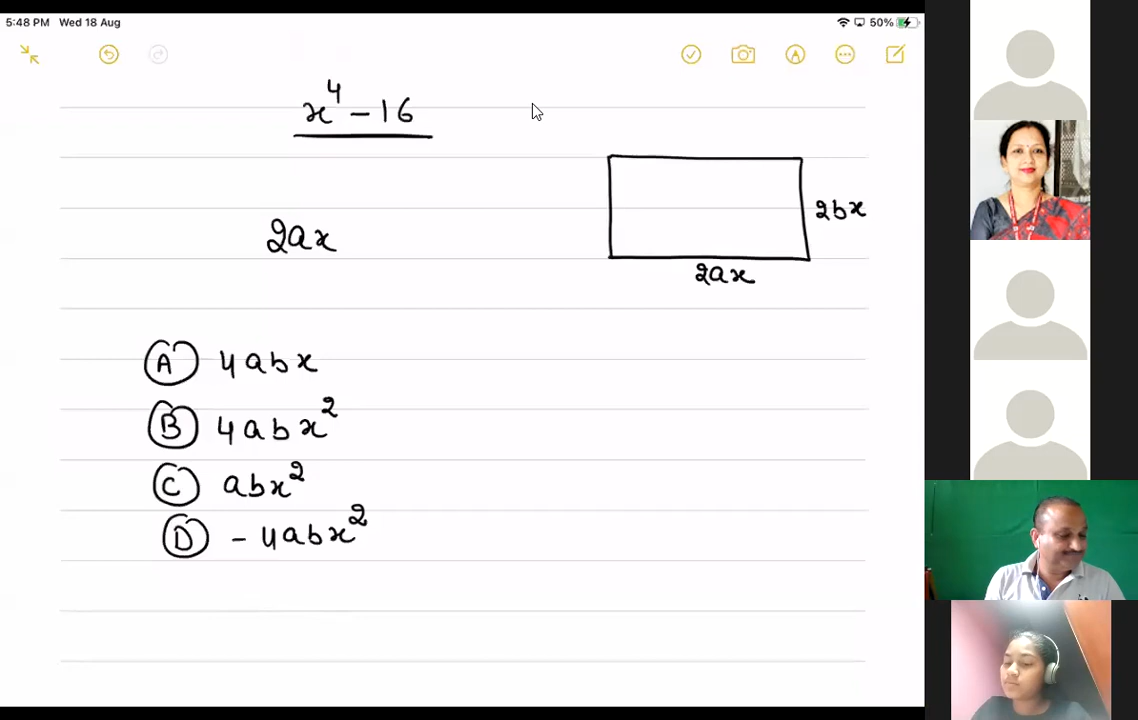 5:48 PM Wed 18 Aug
50%
x⁴ – 16
2bx
2ax
2ax
A 4abx
B 4abx²
C abx²
D – 4abx²